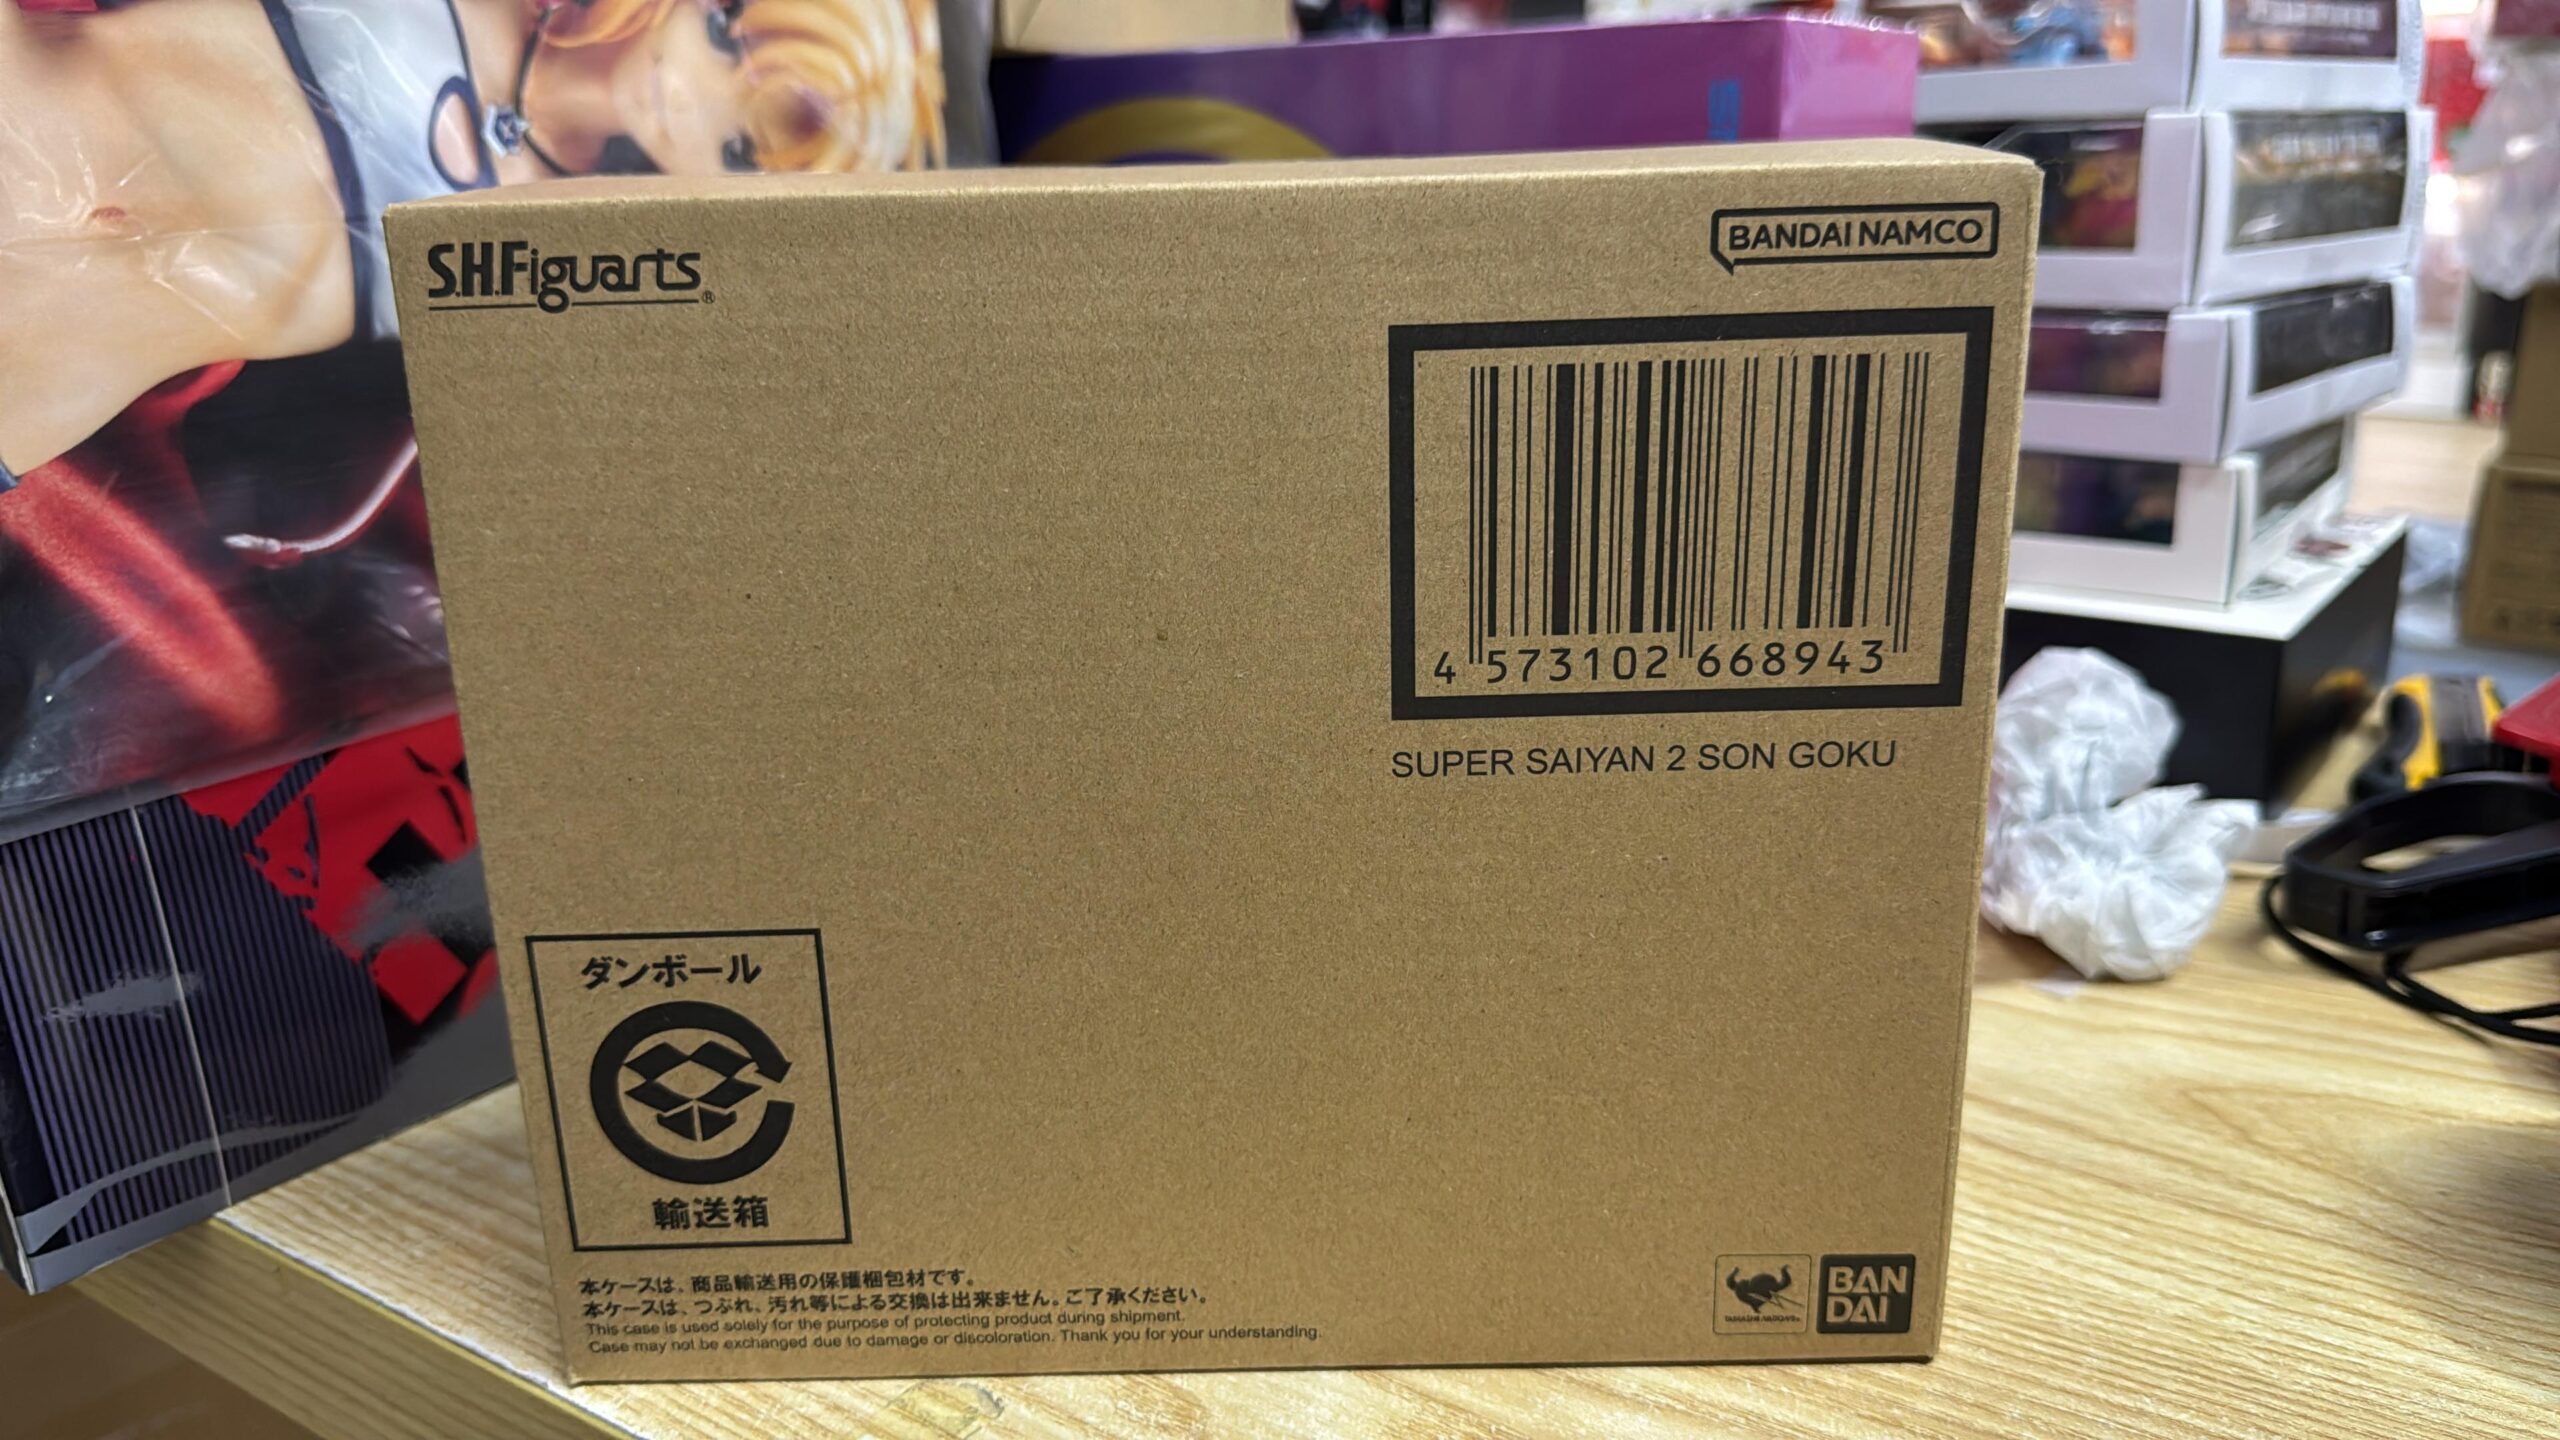 S.H.Figuarts®
BANDAI NAMCO
4 573102 668943
SUPER SAIYAN 2 SON GOKU
ダンボール
輸送箱
本ケースは、商品輸送用の保護梱包材です。
本ケースは、つぶれ、汚れ等による交換は出来ません。ご了承ください。
This case is used solely for the purpose of protecting product during shipment.
Case may not be exchanged due to damage or discoloration. Thank you for your understanding.
TAMASHII NATIONS
BAN
DAI